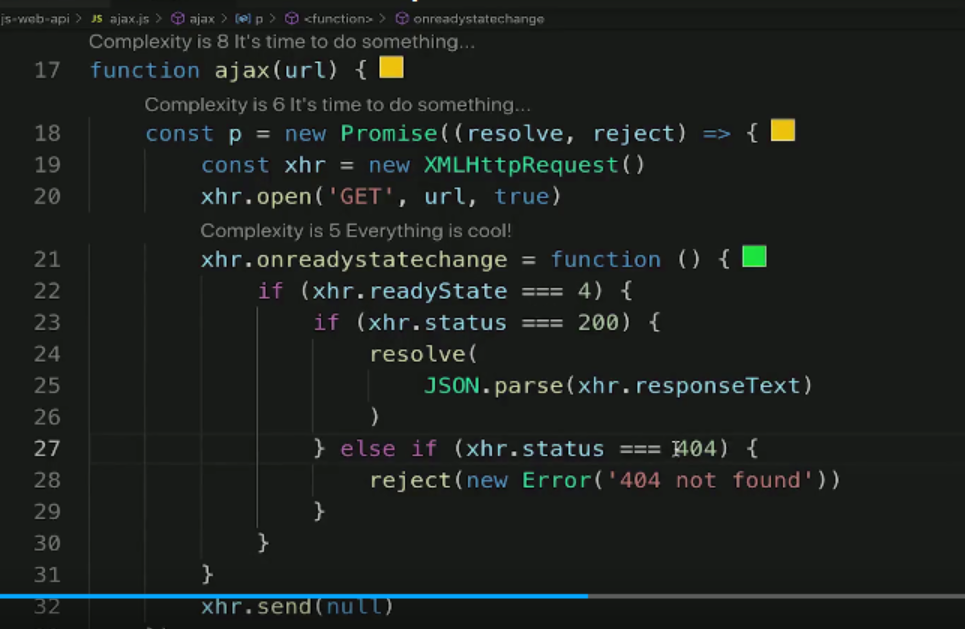 js-web-api > JS ajax.js > ajax > p > <function> > onreadystatechange
Complexity is 8 It's time to do something...
17 function ajax(url) {
Complexity is 6 It's time to do something...
18 const p = new Promise((resolve, reject) => {
19 const xhr = new XMLHttpRequest()
20 xhr.open('GET', url, true)
Complexity is 5 Everything is cool!
21 xhr.onreadystatechange = function () {
22 if (xhr.readyState === 4) {
23 if (xhr.status === 200) {
24 resolve(
25 JSON.parse(xhr.responseText)
26 )
27 } else if (xhr.status === 404) {
28 reject(new Error('404 not found'))
29 }
30 }
31 }
32 xhr.send(null)